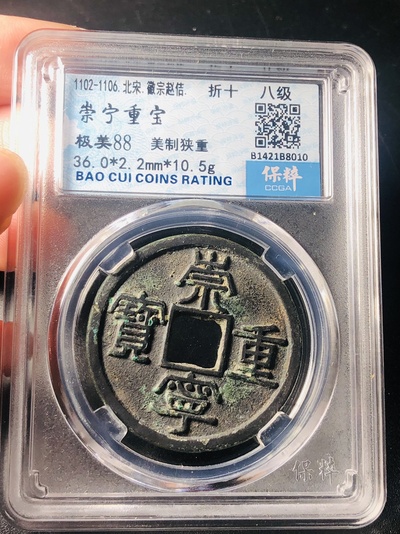 1102-1106.北宋.徽宗赵佶. 折十 八级
崇宁重宝
极美88 美制狭重
36.0*2.2mm*10.5g
BAO CUI COINS RATING
B1421B8010
保粹
CCGA
崇
寶 重
寧
保粹